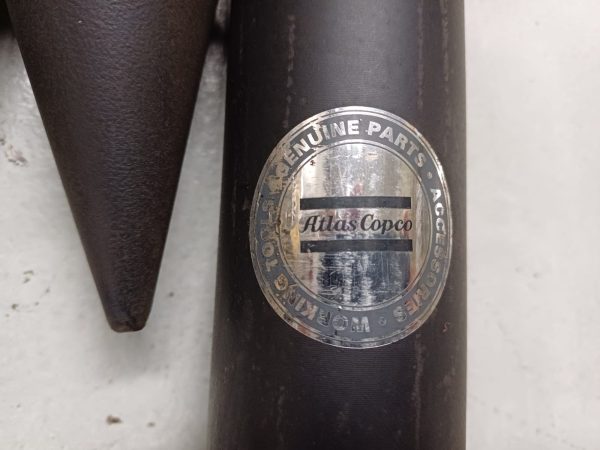 GENUINE PARTS • ACCESSORIES • WORKING TOOLS
Atlas Copco